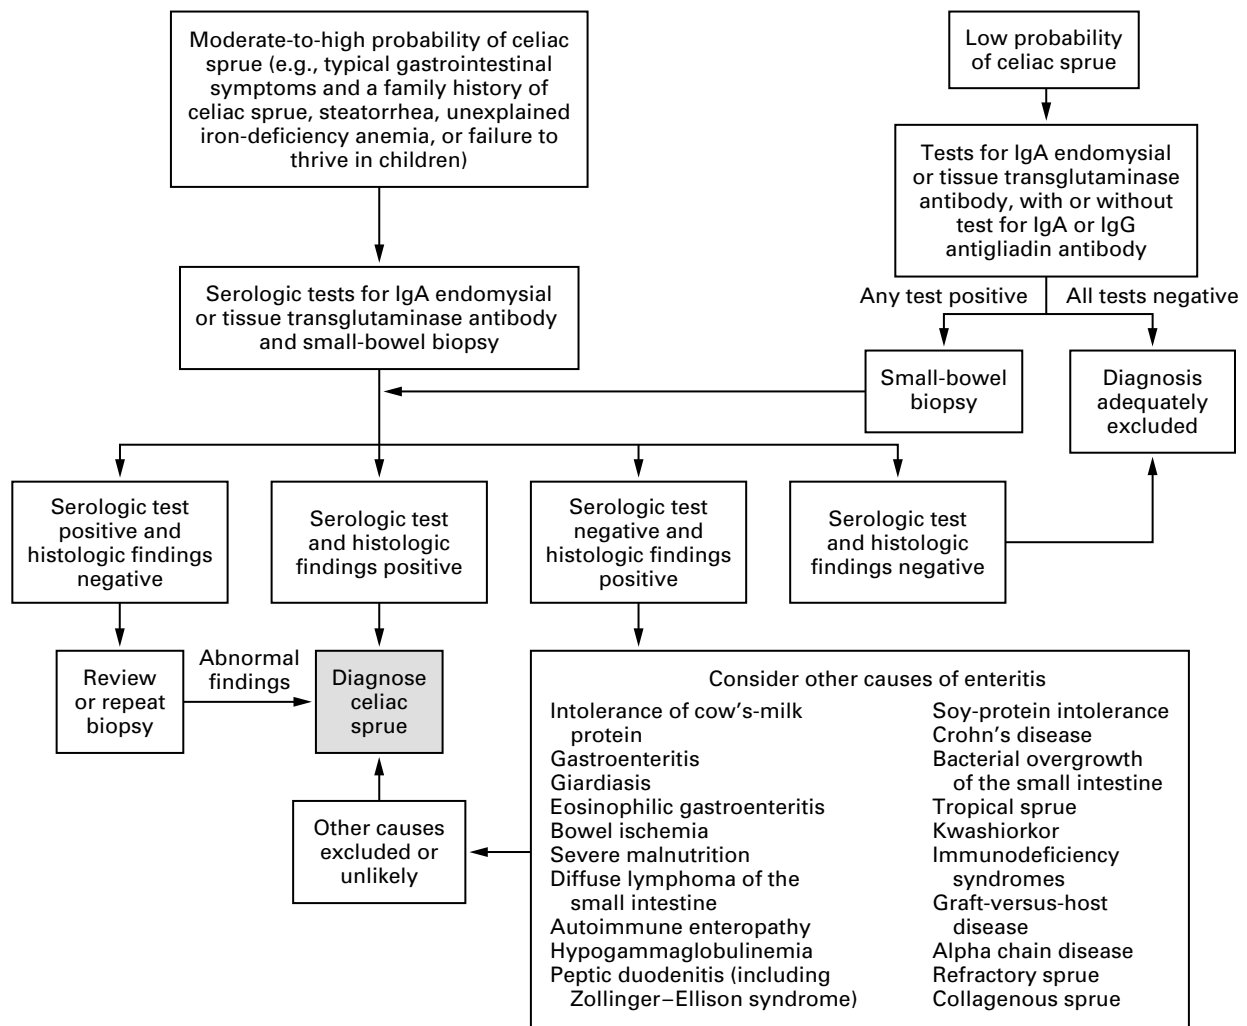 Moderate-to-high probability of celiac
sprue (e.g., typical gastrointestinal
symptoms and a family history of
celiac sprue, steatorrhea, unexplained
iron-deficiency anemia, or failure to
thrive in children)
Low probability
of celiac sprue
Tests for IgA endomysial
or tissue transglutaminase
antibody, with or without
test for IgA or IgG
antigliadin antibody
Serologic tests for IgA endomysial
or tissue transglutaminase antibody
and small-bowel biopsy
Any test positive
All tests negative
Small-bowel
biopsy
Diagnosis
adequately
excluded
Serologic test
positive and
histologic findings
negative
Serologic test
and histologic
findings positive
Serologic test
negative and
histologic findings
positive
Serologic test
and histologic
findings negative
Review
or repeat
biopsy
Abnormal
findings
Diagnose
celiac
sprue
Other causes
excluded or
unlikely
Consider other causes of enteritis
Intolerance of cow's-milk
protein
Gastroenteritis
Giardiasis
Eosinophilic gastroenteritis
Bowel ischemia
Severe malnutrition
Diffuse lymphoma of the
small intestine
Autoimmune enteropathy
Hypogammaglobulinemia
Peptic duodenitis (including
Zollinger–Ellison syndrome)
Soy-protein intolerance
Crohn's disease
Bacterial overgrowth
of the small intestine
Tropical sprue
Kwashiorkor
Immunodeficiency
syndromes
Graft-versus-host
disease
Alpha chain disease
Refractory sprue
Collagenous sprue